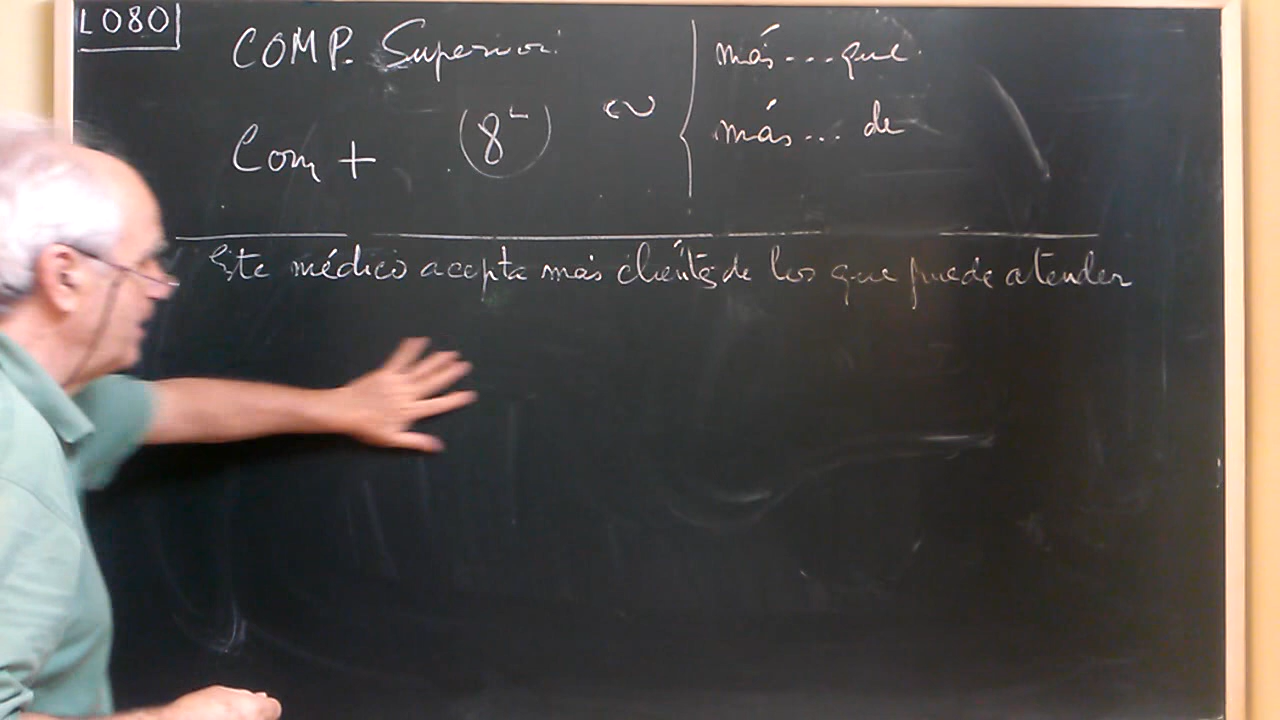 L080
COMP. Superior.
más...que.
Com + 8ª
más... de
Este médico acepta más clientes de los que puede atender